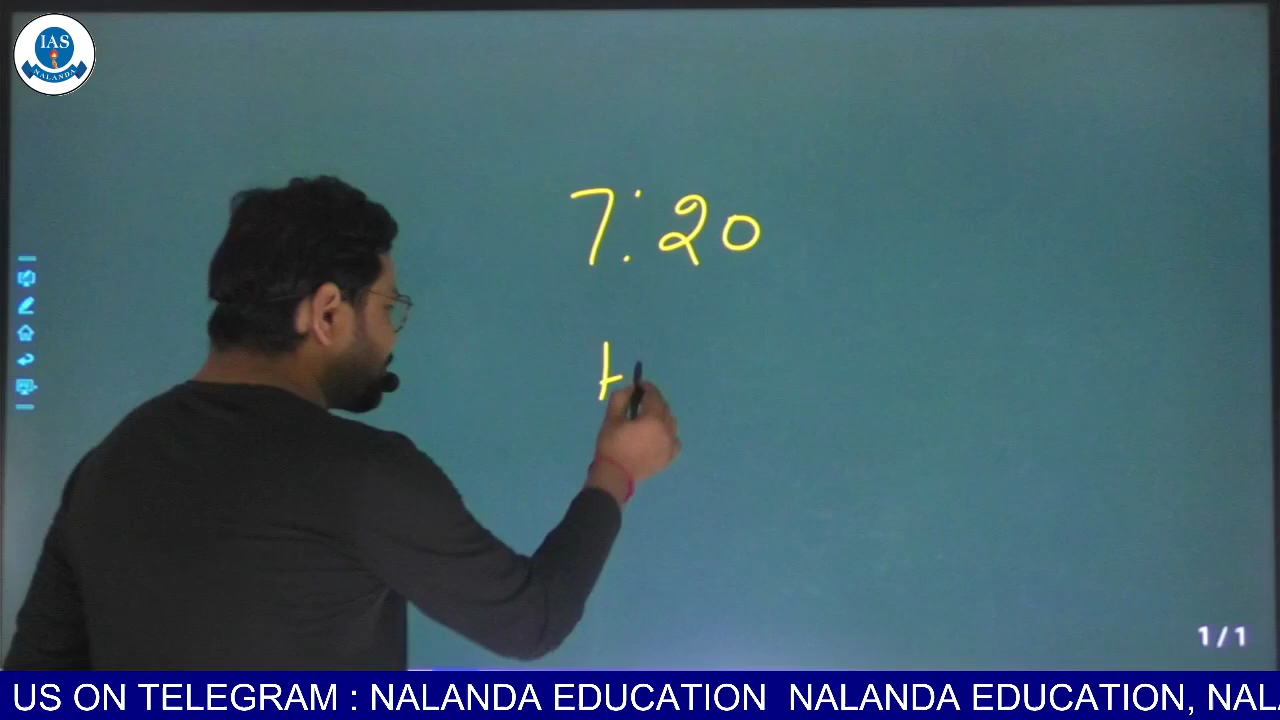 IAS
NALANDA
7:20
1/1
US ON TELEGRAM : NALANDA EDUCATION NALANDA EDUCATION, NAL